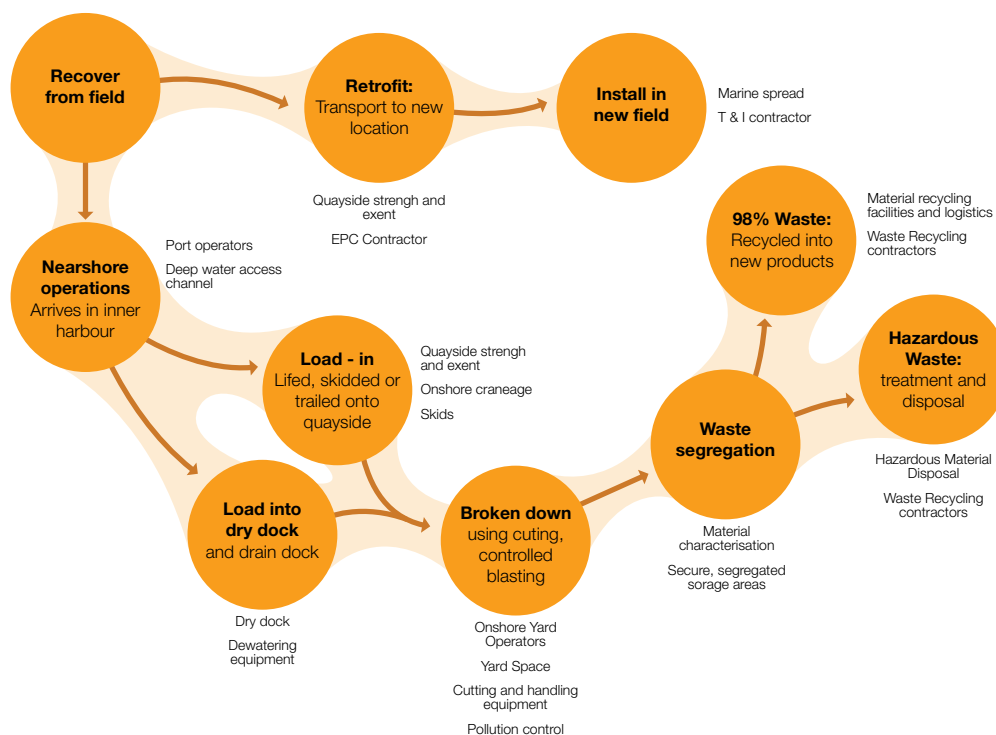 Recover
from field
Retrofit:
Transport to new
location
Install in
new field
Marine spread
T & I contractor
Quayside strengh and
exent
EPC Contractor
Nearshore
operations
Arrives in inner
harbour
Port operators
Deep water access
channel
98% Waste:
Recycled into
new products
Material recycling
facilities and logistics
Waste Recycling
contractors
Load - in
Lifed, skidded or
trailed onto
quayside
Quayside strengh
and exent
Onshore craneage
Skids
Hazardous
Waste:
treatment and
disposal
Hazardous Material
Disposal
Waste Recycling
contractors
Waste
segregation
Material
characterisation
Secure, segregated
sorage areas
Load into
dry dock
and drain dock
Dry dock
Dewatering
equipment
Broken down
using cuting,
controlled
blasting
Onshore Yard
Operators
Yard Space
Cutting and handling
equipment
Pollution control